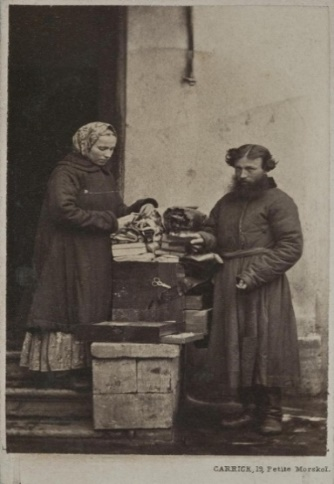 CARRICK, 19, Petite Morskoï.